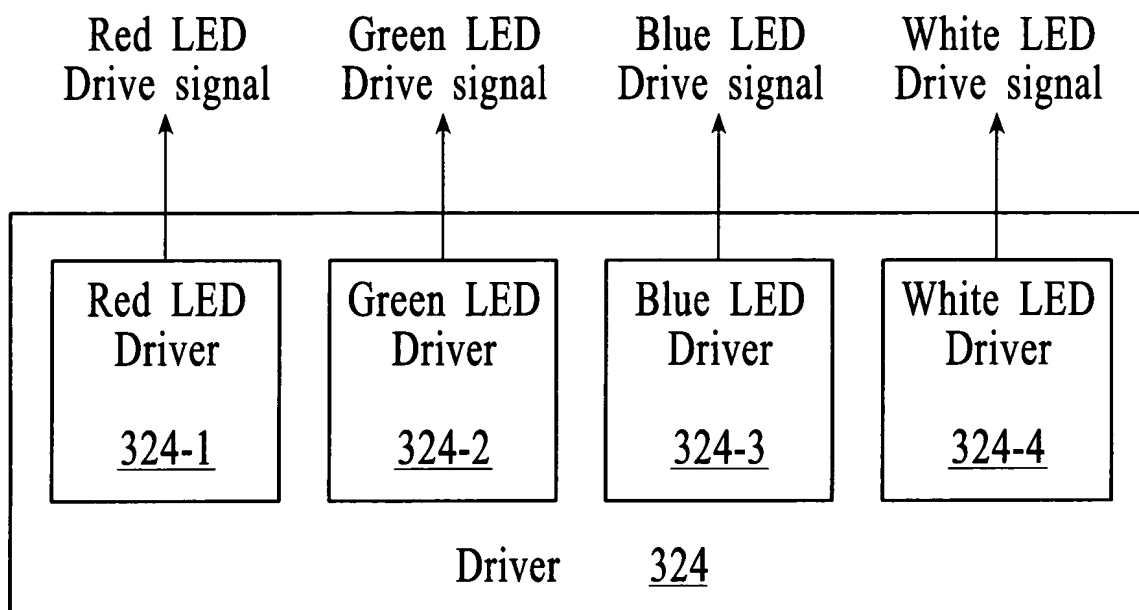 Red LED
Drive signal
Green LED
Drive signal
Blue LED
Drive signal
White LED
Drive signal
Red LED
Driver
324-1
Green LED
Driver
324-2
Blue LED
Driver
324-3
White LED
Driver
324-4
Driver 324